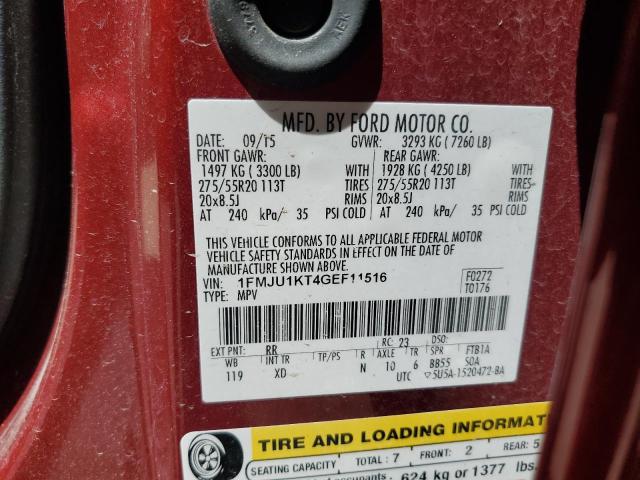 MFD. BY FORD MOTOR CO.
DATE: 09/15 GVWR: 3293 KG ( 7260 LB)
FRONT GAWR: REAR GAWR:
1497 KG ( 3300 LB) WITH 1928 KG ( 4250 LB) WITH
275/55R20 113T TIRES 275/55R20 113T TIRES
20x8.5J RIMS 20x8.5J RIMS
AT 240 kPa/ 35 PSI COLD AT 240 kPa/ 35 PSI COLD
THIS VEHICLE CONFORMS TO ALL APPLICABLE FEDERAL MOTOR
VEHICLE SAFETY STANDARDS IN EFFECT ON THE DATE OF
MANUFACTURE SHOWN ABOVE.
VIN: 1FMJU1KT4GEF11516 F0272
TYPE: MPV T0176
EXT PNT: RR RC: 23 DSO:
WB INT TR TP/PS R AXLE TR SPR FTB1A
119 XD N 10 6 BB55 50A
UTC 5U5A-1520472-BA
TIRE AND LOADING INFORMAT
SEATING CAPACITY TOTAL: 7 FRONT: 2 REAR: 5
occupants 624 kg or 1377 lbs.